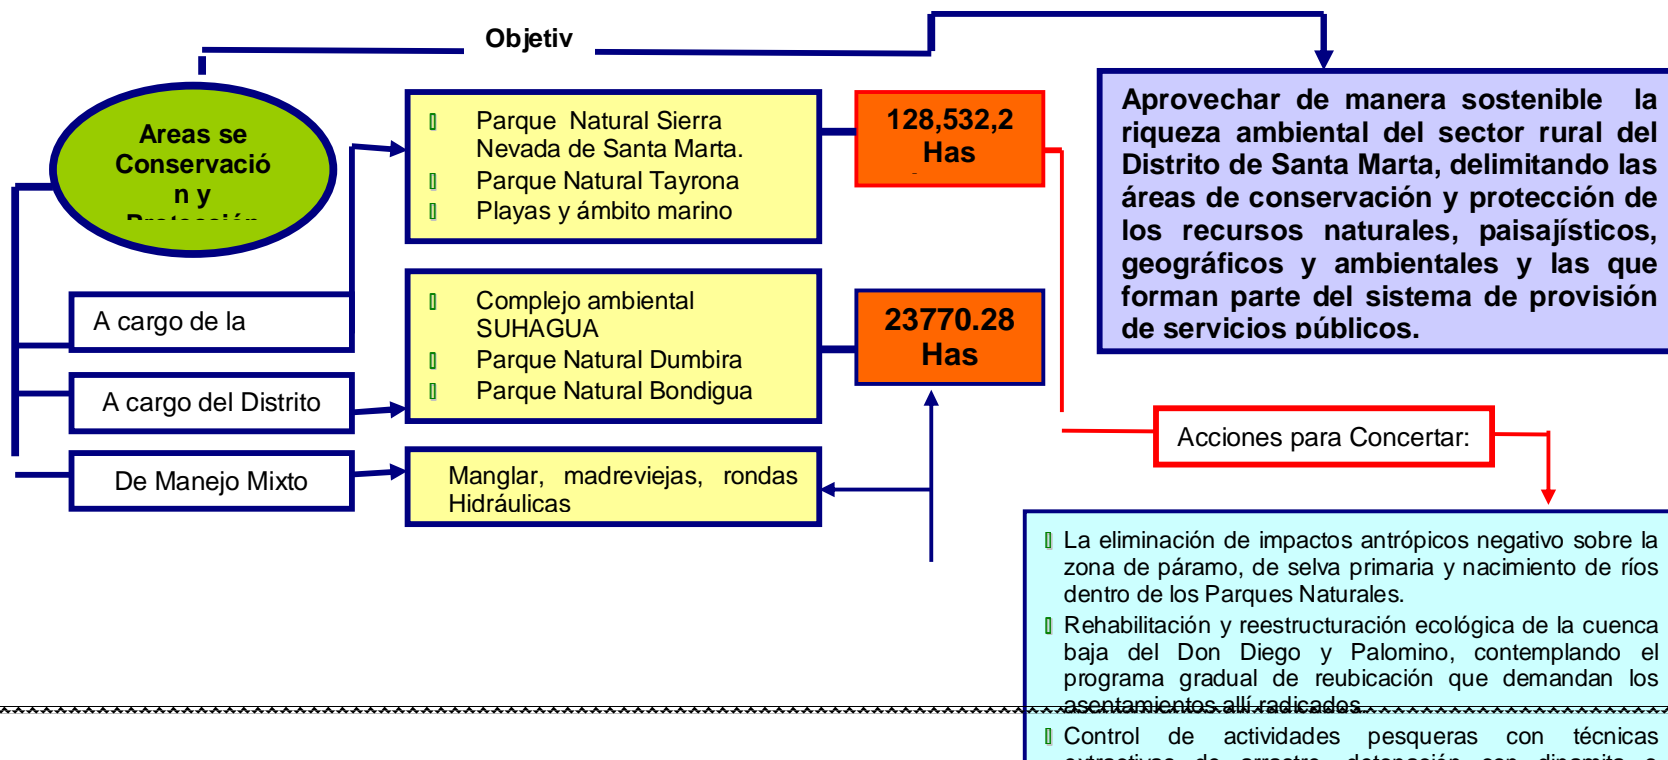 Objetiv
Areas se
Conservació
n y
Protección
Parque Natural Sierra
Nevada de Santa Marta.
Parque Natural Tayrona
Playas y ámbito marino
128,532,2
Has
Aprovechar de manera sostenible la
riqueza ambiental del sector rural del
Distrito de Santa Marta, delimitando las
áreas de conservación y protección de
los recursos naturales, paisajísticos,
geográficos y ambientales y las que
forman parte del sistema de provisión
de servicios públicos.
A cargo de la
Complejo ambiental
SUHAGUA
Parque Natural Dumbira
Parque Natural Bondigua
23770.28
Has
A cargo del Distrito
De Manejo Mixto
Manglar, madreviejas, rondas
Hidráulicas
Acciones para Concertar:
La eliminación de impactos antrópicos negativo sobre la
zona de páramo, de selva primaria y nacimiento de ríos
dentro de los Parques Naturales.
Rehabilitación y reestructuración ecológica de la cuenca
baja del Don Diego y Palomino, contemplando el
programa gradual de reubicación que demandan los
asentamientos allí radicados.
Control de actividades pesqueras con técnicas
extractivas de arrastre, detonación con dinamita e